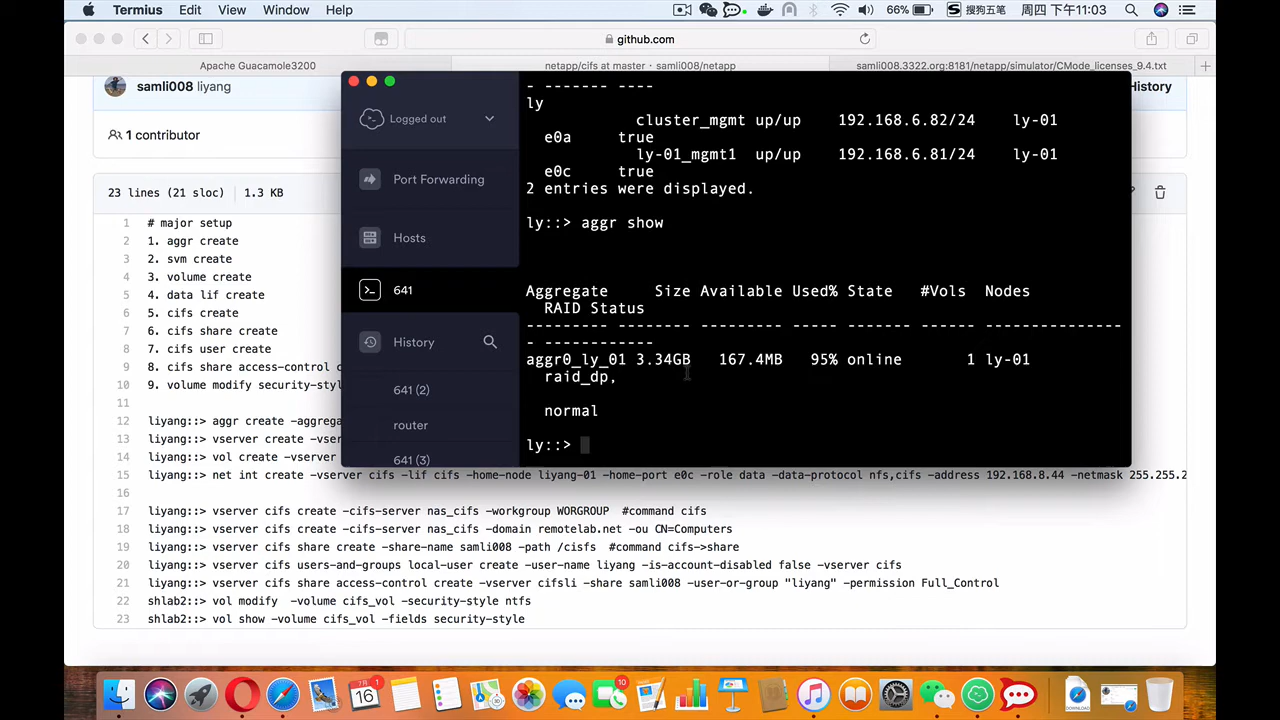 Termius Edit View Window Help 66% 搜狗五笔 周四 下午11:03
github.com
Apache Guacamole3200 netapp/cifs at master · samli008/netapp samli008.3322.org:8181/netapp/simulator/CMode_licenses_9.4.txt
samli008 liyang
History
1 contributor
23 lines (21 sloc) 1.3 KB
1 # major setup
2 1. aggr create
3 2. svm create
4 3. volume create
5 4. data lif create
6 5. cifs create
7 6. cifs share create
8 7. cifs user create
9 8. cifs share access-control c
10 9. volume modify security-style
11
12 liyang::> aggr create -aggrega
13 liyang::> vserver create -vser
14 liyang::> vol create -vserver
15 liyang::> net int create -vserver cifs -lif cifs -home-node liyang-01 -home-port e0c -role data -data-protocol nfs,cifs -address 192.168.8.44 -netmask 255.255.2
16
17 liyang::> vserver cifs create -cifs-server nas_cifs -workgroup WORGROUP #command cifs
18 liyang::> vserver cifs create -cifs-server nas_cifs -domain remotelab.net -ou CN=Computers
19 liyang::> vserver cifs share create -share-name samli008 -path /cisfs #command cifs->share
20 liyang::> vserver cifs users-and-groups local-user create -user-name liyang -is-account-disabled false -vserver cifs
21 liyang::> vserver cifs share access-control create -vserver cifsli -share samli008 -user-or-group "liyang" -permission Full_Control
22 shlab2::> vol modify -volume cifs_vol -security-style ntfs
23 shlab2::> vol show -volume cifs_vol -fields security-style
Logged out
Port Forwarding
Hosts
641
History
641 (2)
router
641 (3)
- ------- ----
ly
cluster_mgmt up/up 192.168.6.82/24 ly-01
e0a true
ly-01_mgmt1 up/up 192.168.6.81/24 ly-01
e0c true
2 entries were displayed.
ly::> aggr show
Aggregate Size Available Used% State #Vols Nodes
RAID Status
--------- -------- --------- ----- ------- ------ ---------------
- ------------
aggr0_ly_01 3.34GB 167.4MB 95% online 1 ly-01
raid_dp,
normal
ly::>
7月
16
1
10
DOWNLOAD